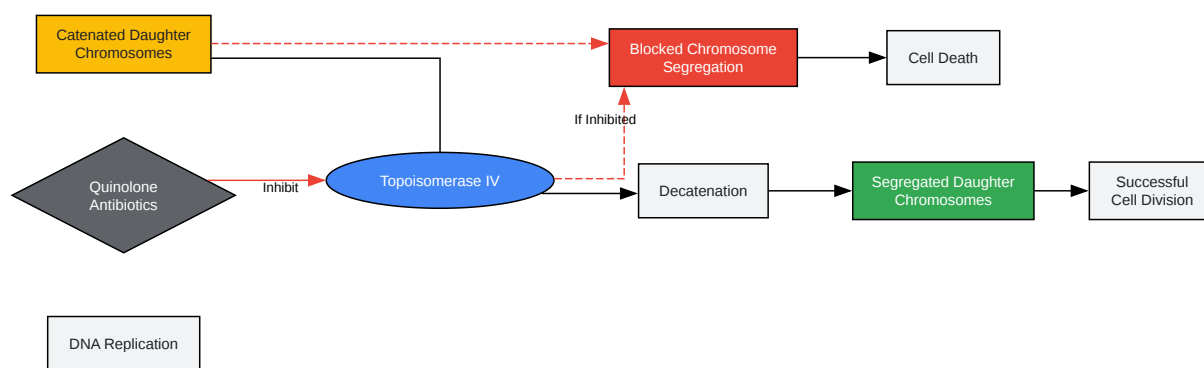 Catenated Daughter
Chromosomes
Blocked Chromosome
Segregation
Cell Death
If Inhibited
Quinolone
Antibiotics
Inhibit
Topoisomerase IV
Decatenation
Segregated Daughter
Chromosomes
Successful
Cell Division
DNA Replication